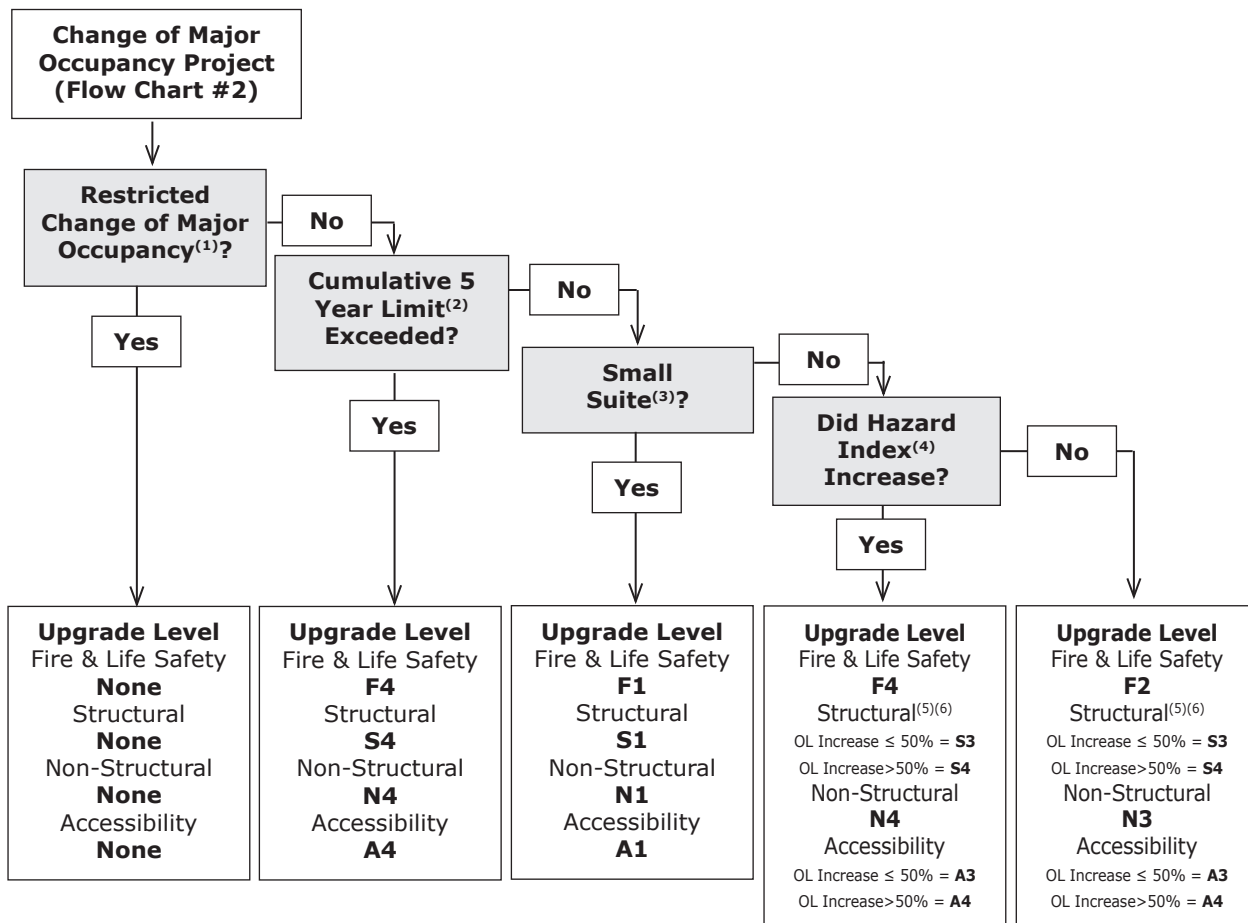 Change of Major
Occupancy Project
(Flow Chart #2)
Restricted
Change of Major
Occupancy(1)?
No
Yes
Cumulative 5
Year Limit(2)
Exceeded?
No
Yes
Small
Suite(3)?
No
Yes
Did Hazard
Index(4)
Increase?
No
Yes
Upgrade Level
Fire & Life Safety
None
Structural
None
Non-Structural
None
Accessibility
None
Upgrade Level
Fire & Life Safety
F4
Structural
S4
Non-Structural
N4
Accessibility
A4
Upgrade Level
Fire & Life Safety
F1
Structural
S1
Non-Structural
N1
Accessibility
A1
Upgrade Level
Fire & Life Safety
F4
Structural(5)(6)
OL Increase ≤ 50% = S3
OL Increase>50% = S4
Non-Structural
N4
Accessibility
OL Increase ≤ 50% = A3
OL Increase>50% = A4
Upgrade Level
Fire & Life Safety
F2
Structural(5)(6)
OL Increase ≤ 50% = S3
OL Increase>50% = S4
Non-Structural
N3
Accessibility
OL Increase ≤ 50% = A3
OL Increase>50% = A4